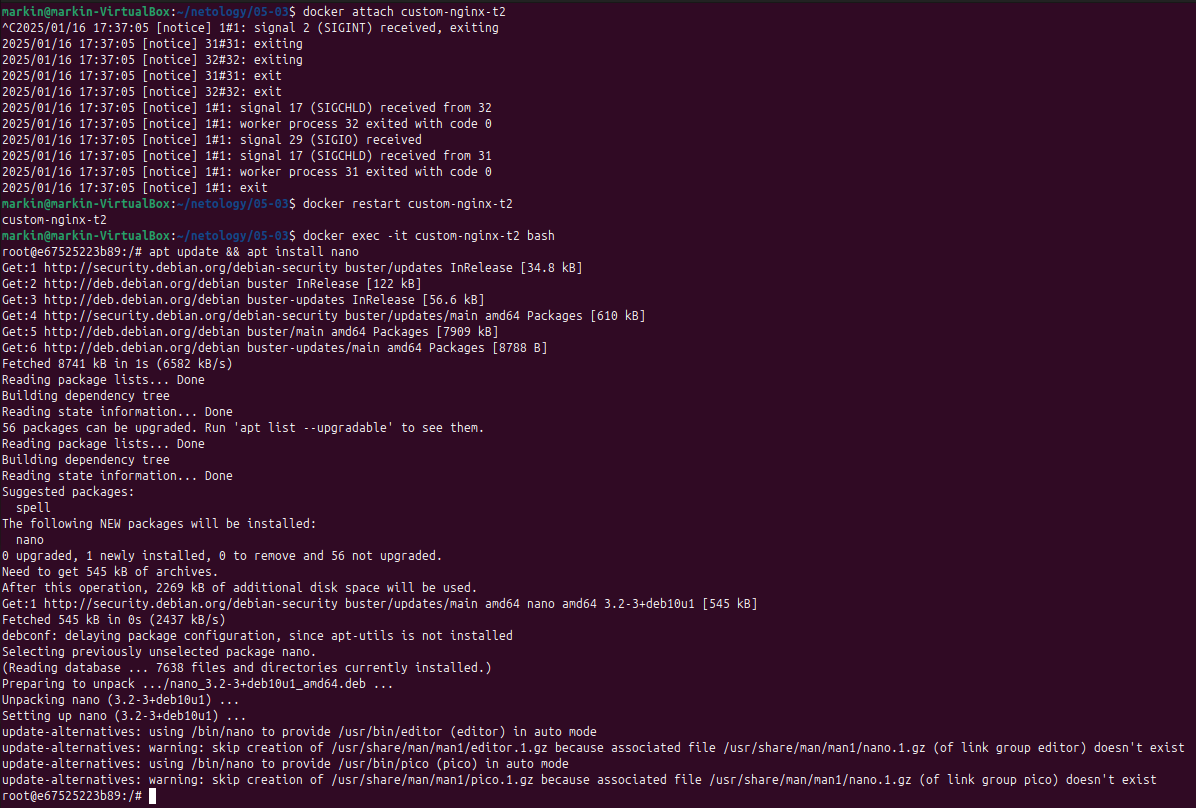 markin@markin-VirtualBox:~/netology/05-03$ docker attach custom-nginx-t2
^C2025/01/16 17:37:05 [notice] 1#1: signal 2 (SIGINT) received, exiting
2025/01/16 17:37:05 [notice] 31#31: exiting
2025/01/16 17:37:05 [notice] 32#32: exiting
2025/01/16 17:37:05 [notice] 31#31: exit
2025/01/16 17:37:05 [notice] 32#32: exit
2025/01/16 17:37:05 [notice] 1#1: signal 17 (SIGCHLD) received from 32
2025/01/16 17:37:05 [notice] 1#1: worker process 32 exited with code 0
2025/01/16 17:37:05 [notice] 1#1: signal 29 (SIGIO) received
2025/01/16 17:37:05 [notice] 1#1: signal 17 (SIGCHLD) received from 31
2025/01/16 17:37:05 [notice] 1#1: worker process 31 exited with code 0
2025/01/16 17:37:05 [notice] 1#1: exit
markin@markin-VirtualBox:~/netology/05-03$ docker restart custom-nginx-t2
custom-nginx-t2
markin@markin-VirtualBox:~/netology/05-03$ docker exec -it custom-nginx-t2 bash
root@e67525223b89:/# apt update && apt install nano
Get:1 http://security.debian.org/debian-security buster/updates InRelease [34.8 kB]
Get:2 http://deb.debian.org/debian buster InRelease [122 kB]
Get:3 http://deb.debian.org/debian buster-updates InRelease [56.6 kB]
Get:4 http://security.debian.org/debian-security buster/updates/main amd64 Packages [610 kB]
Get:5 http://deb.debian.org/debian buster/main amd64 Packages [7909 kB]
Get:6 http://deb.debian.org/debian buster-updates/main amd64 Packages [8788 B]
Fetched 8741 kB in 1s (6582 kB/s)
Reading package lists... Done
Building dependency tree
Reading state information... Done
56 packages can be upgraded. Run 'apt list --upgradable' to see them.
Reading package lists... Done
Building dependency tree
Reading state information... Done
Suggested packages:
  spell
The following NEW packages will be installed:
  nano
0 upgraded, 1 newly installed, 0 to remove and 56 not upgraded.
Need to get 545 kB of archives.
After this operation, 2269 kB of additional disk space will be used.
Get:1 http://security.debian.org/debian-security buster/updates/main amd64 nano amd64 3.2-3+deb10u1 [545 kB]
Fetched 545 kB in 0s (2437 kB/s)
debconf: delaying package configuration, since apt-utils is not installed
Selecting previously unselected package nano.
(Reading database ... 7638 files and directories currently installed.)
Preparing to unpack .../nano_3.2-3+deb10u1_amd64.deb ...
Unpacking nano (3.2-3+deb10u1) ...
Setting up nano (3.2-3+deb10u1) ...
update-alternatives: using /bin/nano to provide /usr/bin/editor (editor) in auto mode
update-alternatives: warning: skip creation of /usr/share/man/man1/editor.1.gz because associated file /usr/share/man/man1/nano.1.gz (of link group editor) doesn't exist
update-alternatives: using /bin/nano to provide /usr/bin/pico (pico) in auto mode
update-alternatives: warning: skip creation of /usr/share/man/man1/pico.1.gz because associated file /usr/share/man/man1/nano.1.gz (of link group pico) doesn't exist
root@e67525223b89:/#